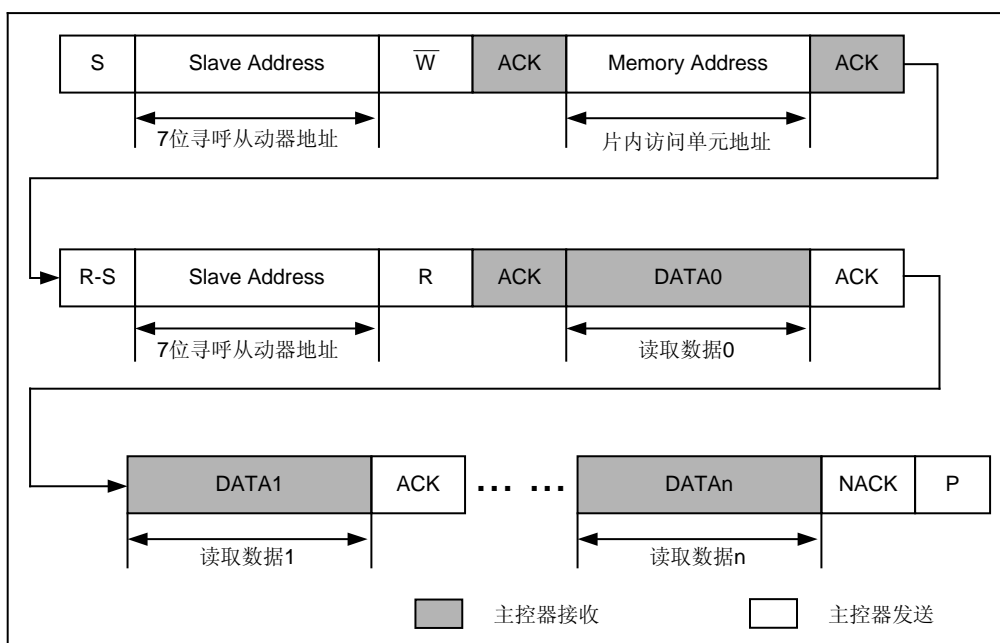 S Slave Address W̅ ACK Memory Address ACK
7位寻呼从动器地址 片内访问单元地址
R-S Slave Address R ACK DATA0 ACK
7位寻呼从动器地址 读取数据0
DATA1 ACK ... ... DATAn NACK P
读取数据1 读取数据n
主控器接收 主控器发送